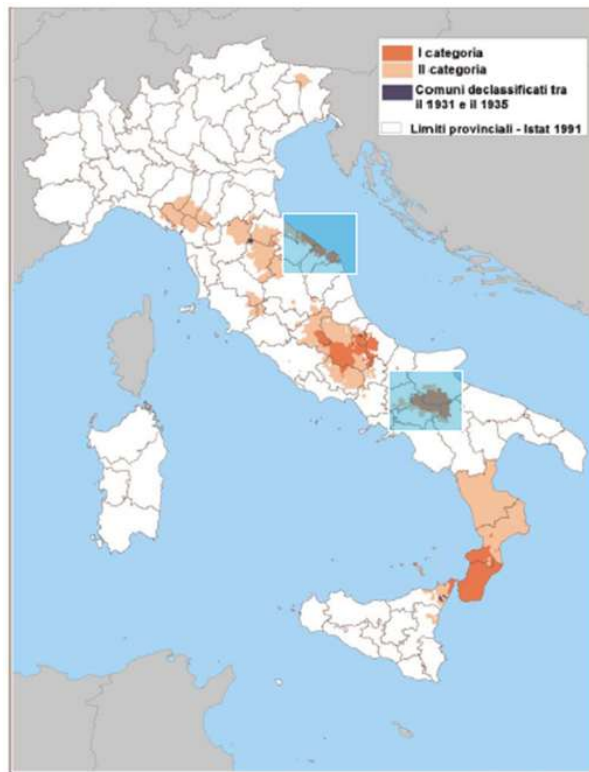 I categoria
II categoria
Comuni declassificati tra
il 1931 e il 1935
Limiti provinciali - Istat 1991